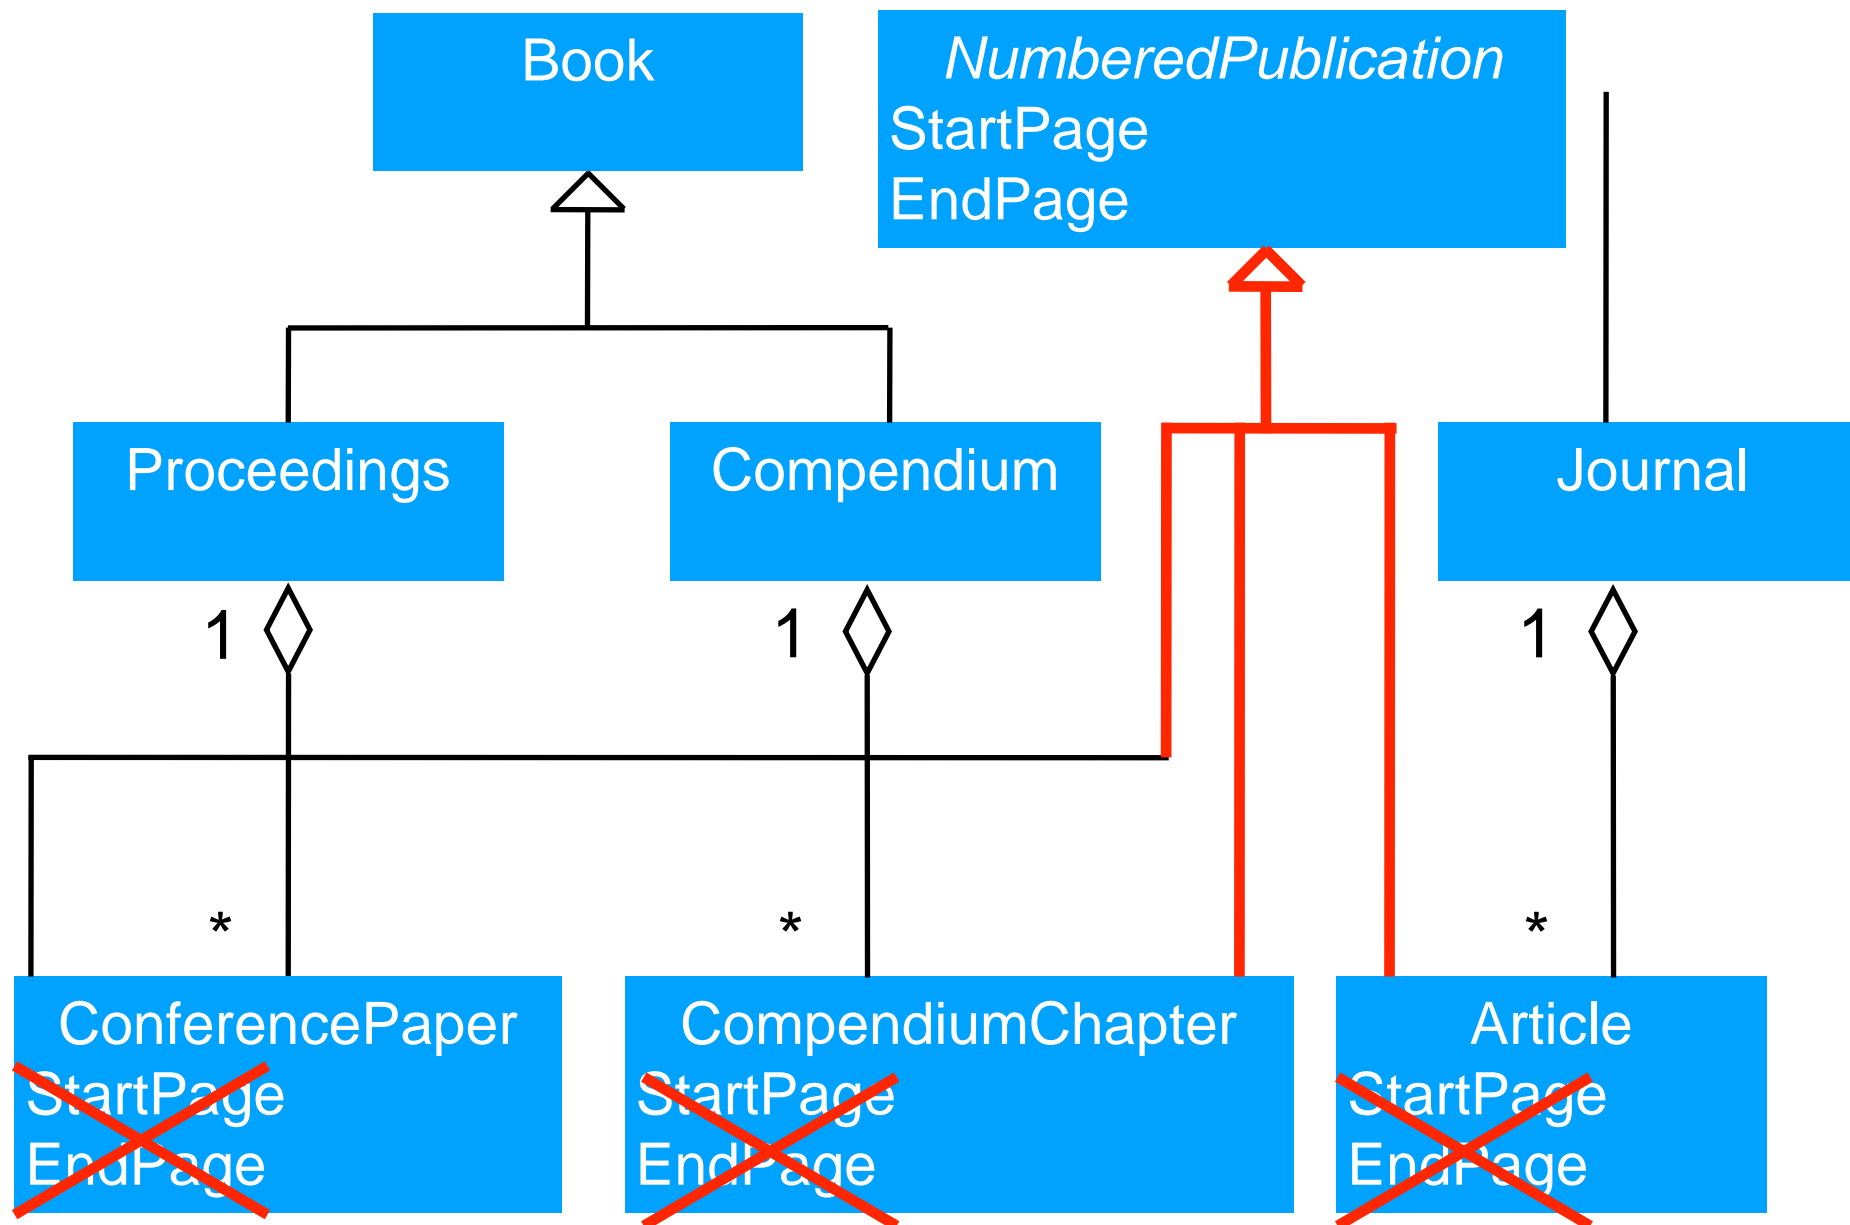 Book
NumberedPublication
StartPage
EndPage
Proceedings
Compendium
Journal
1
1
1
*
*
*
ConferencePaper
StartPage
EndPage
CompendiumChapter
StartPage
EndPage
Article
StartPage
EndPage